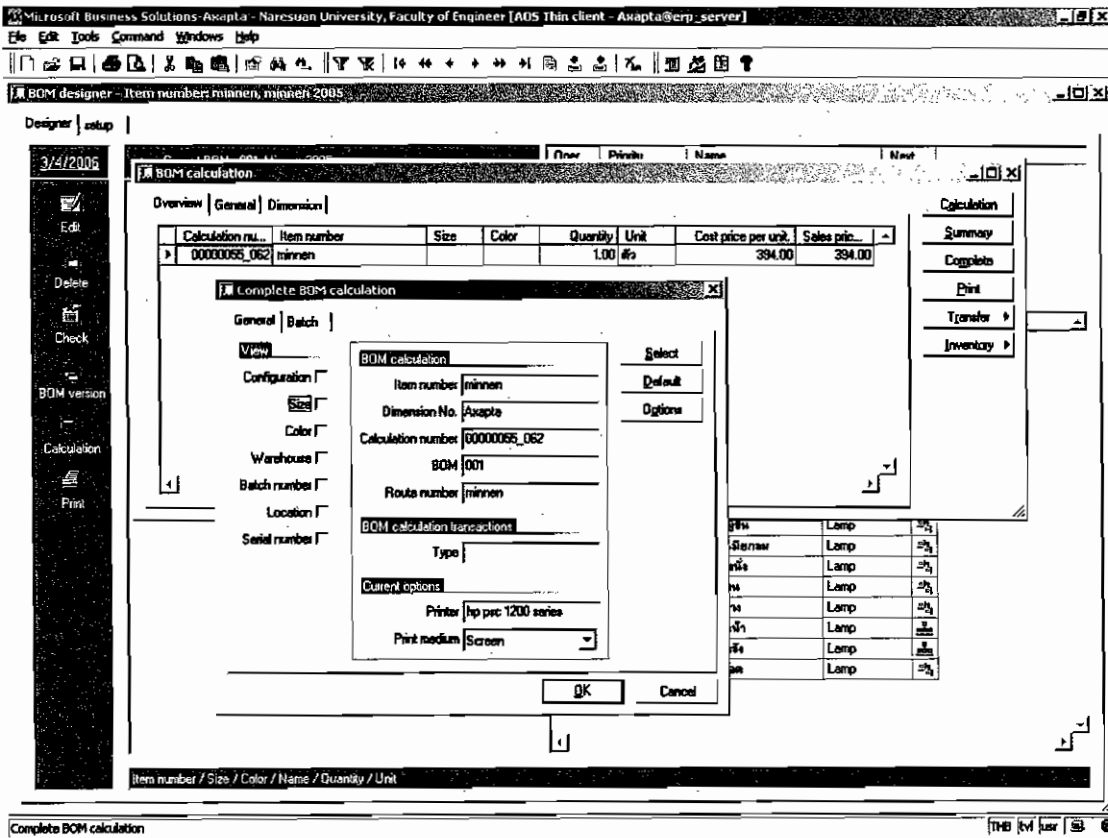 Microsoft Business Solutions-Axapta - Naresuan University, Faculty of Engineer [AOS Thin client - Axapta@erp_server]
File Edit Tools Command Windows Help
BOM designer - Item number: minnen, minnen 2005
Designer setup
3/4/2006
Oper Priority Name Next
BOM calculation
Overview General Dimension
Calculation
Calculation nu... Item number Size Color Quantity Unit Cost price per unit. Sales pric...
00000055_062 minnen 1.00 ตัว 394.00 394.00
Summary
Complete
Print
Transfer
Inventory
Edit
Delete
Check
BOM version
Calculation
Print
Complete BOM calculation
General Batch
View
Configuration
Size
Color
Warehouse
Batch number
Location
Serial number
BOM calculation
Item number minnen
Dimension No. Axapta
Calculation number 00000055_062
BOM 001
Route number minnen
BOM calculation transactions
Type
Current options
Printer hp psc 1200 series
Print medium Screen
Select
Default
Options
OK Cancel
Lamp
Lamp
Lamp
Lamp
Lamp
Lamp
Lamp
Lamp
Item number / Size / Color / Name / Quantity / Unit
Complete BOM calculation
THB tvl usr